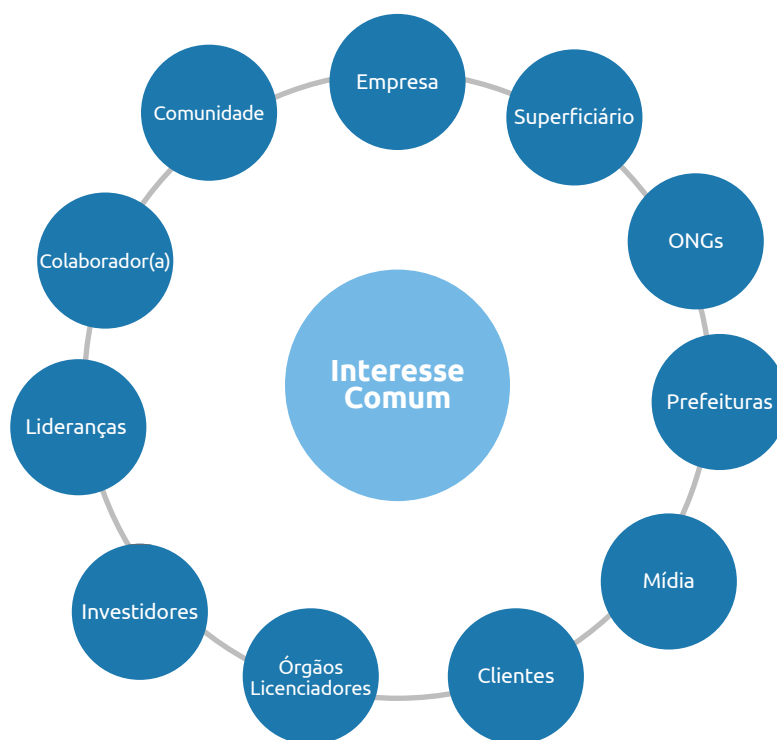 Empresa
Superficiário
ONGs
Prefeituras
Mídia
Clientes
Órgãos
Licenciadores
Investidores
Lideranças
Colaborador(a)
Comunidade
Interesse
Comum